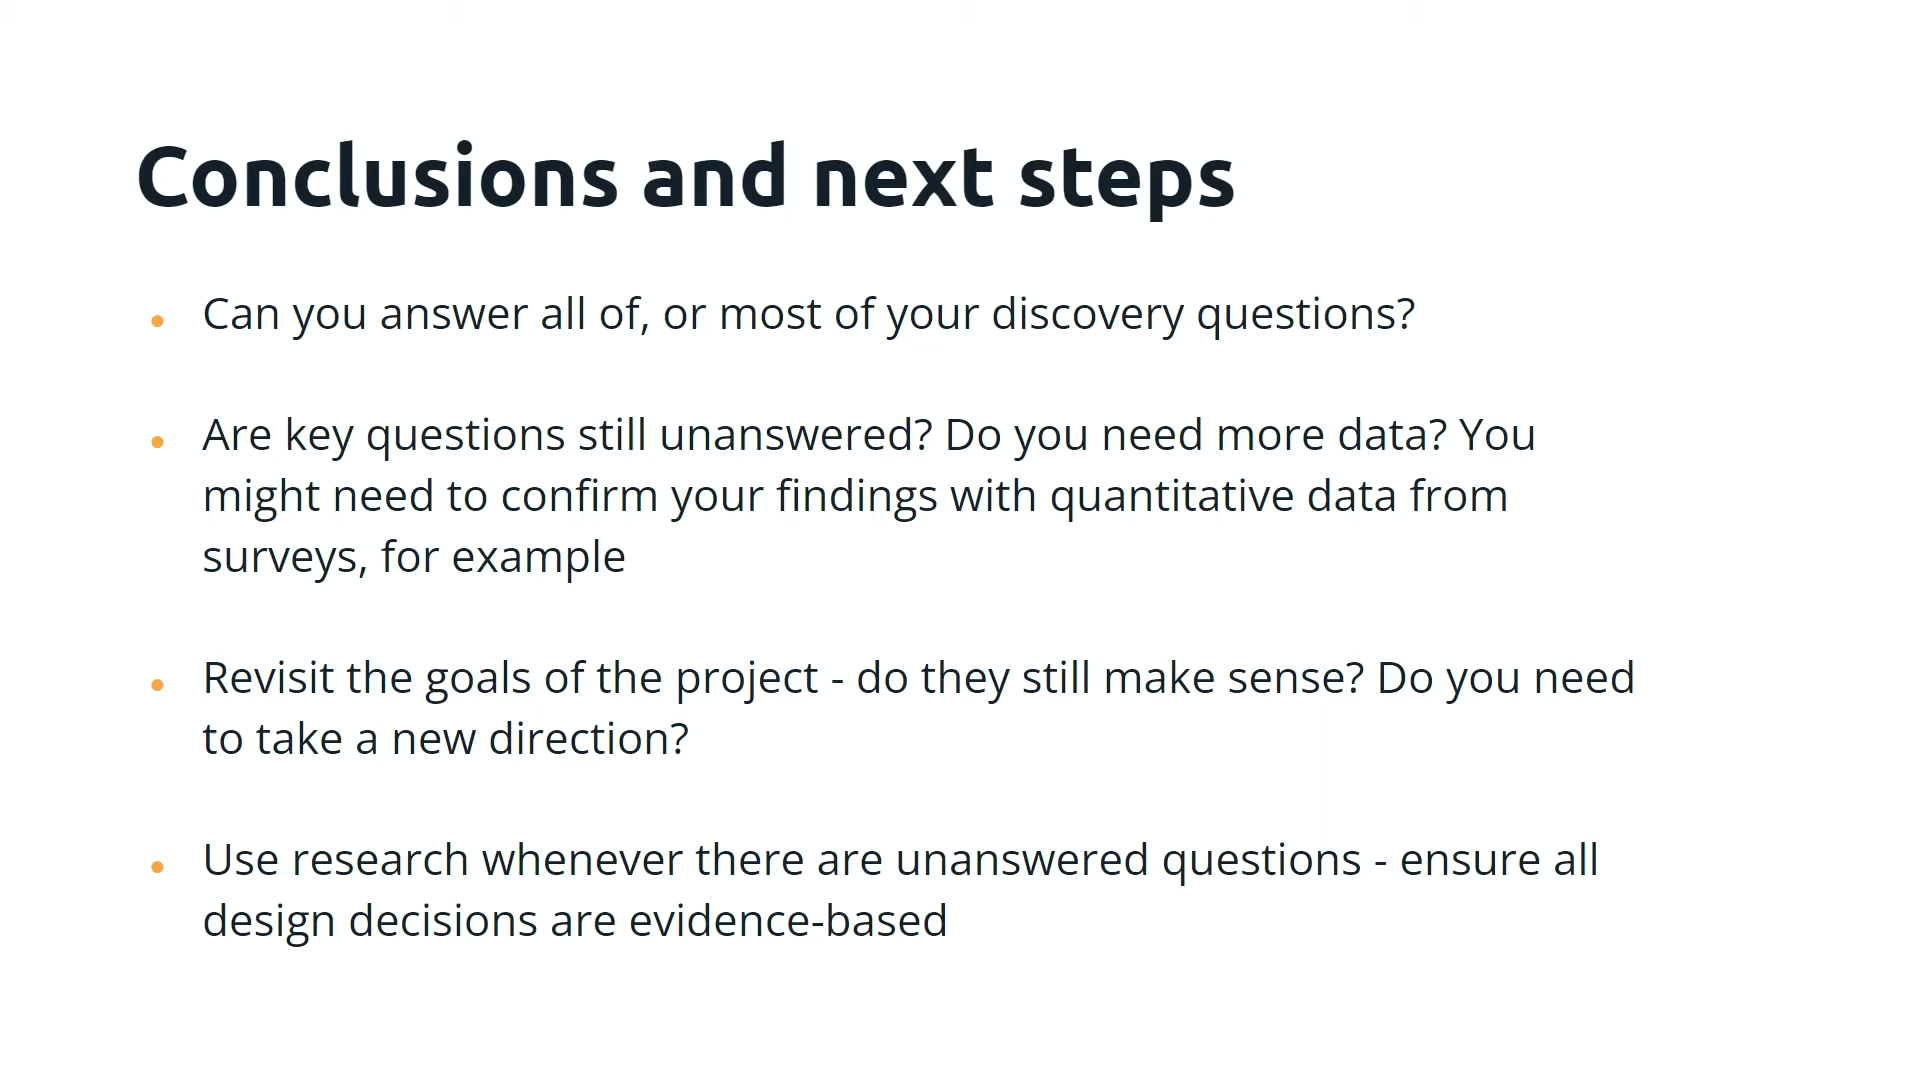 Conclusions and next steps
• Can you answer all of, or most of your discovery questions?
• Are key questions still unanswered? Do you need more data? You
might need to confirm your findings with quantitative data from
surveys, for example
• Revisit the goals of the project - do they still make sense? Do you need
to take a new direction?
• Use research whenever there are unanswered questions - ensure all
design decisions are evidence-based